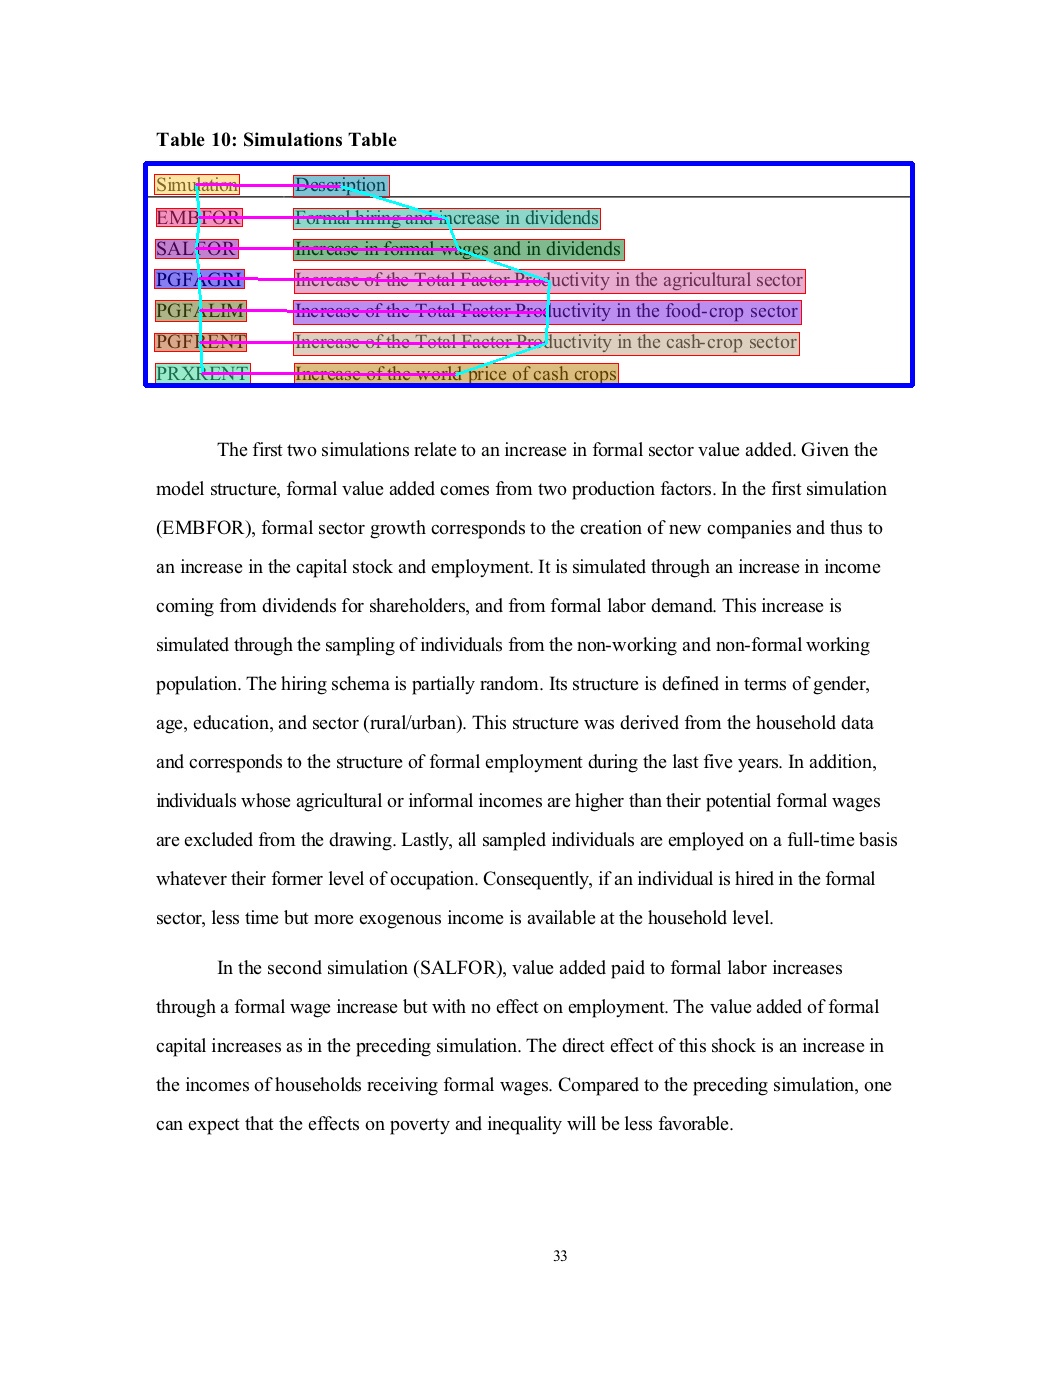 Table 10: Simulations Table
Simulation Description
EMBFOR Formal hiring and increase in dividends
SALFOR Increase in formal wages and in dividends
PGFAGRI Increase of the Total Factor Productivity in the agricultural sector
PGFALIM Increase of the Total Factor Productivity in the food-crop sector
PGFRENT Increase of the Total Factor Productivity in the cash-crop sector
PRXRENT Increase of the world price of cash crops
The first two simulations relate to an increase in formal sector value added. Given the
model structure, formal value added comes from two production factors. In the first simulation
(EMBFOR), formal sector growth corresponds to the creation of new companies and thus to
an increase in the capital stock and employment. It is simulated through an increase in income
coming from dividends for shareholders, and from formal labor demand. This increase is
simulated through the sampling of individuals from the non-working and non-formal working
population. The hiring schema is partially random. Its structure is defined in terms of gender,
age, education, and sector (rural/urban). This structure was derived from the household data
and corresponds to the structure of formal employment during the last five years. In addition,
individuals whose agricultural or informal incomes are higher than their potential formal wages
are excluded from the drawing. Lastly, all sampled individuals are employed on a full-time basis
whatever their former level of occupation. Consequently, if an individual is hired in the formal
sector, less time but more exogenous income is available at the household level.
In the second simulation (SALFOR), value added paid to formal labor increases
through a formal wage increase but with no effect on employment. The value added of formal
capital increases as in the preceding simulation. The direct effect of this shock is an increase in
the incomes of households receiving formal wages. Compared to the preceding simulation, one
can expect that the effects on poverty and inequality will be less favorable.
33